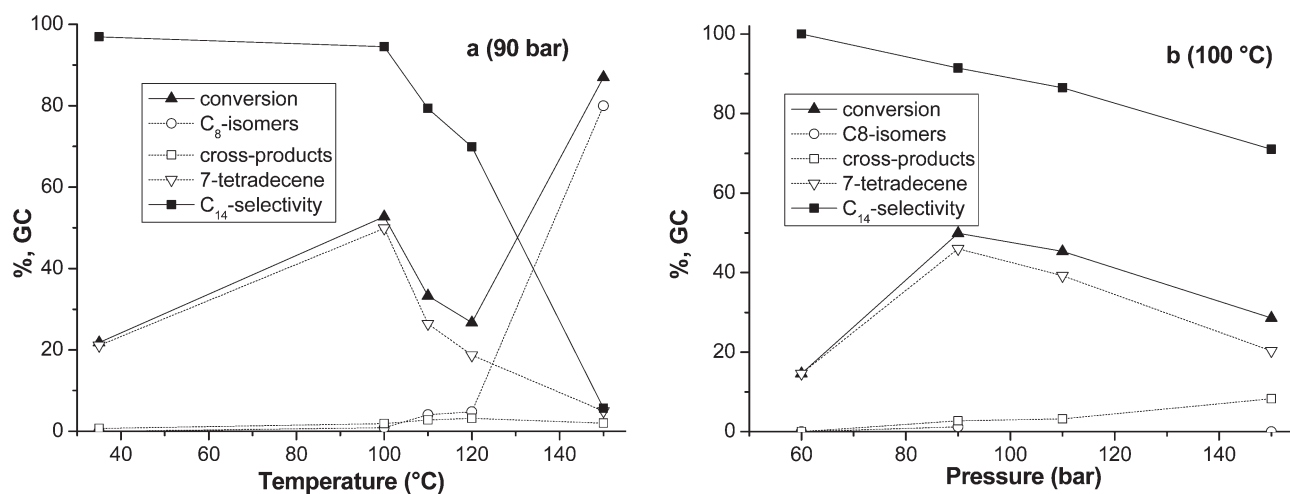 100
80
60
40
20
0
%, GC
a (90 bar)
conversion
C8-isomers
cross-products
7-tetradecene
C14-selectivity
40 60 80 100 120 140
Temperature (°C)
100
80
60
40
20
0
%, GC
b (100 °C)
conversion
C8-isomers
cross-products
7-tetradecene
C14-selectivity
60 80 100 120 140
Pressure (bar)